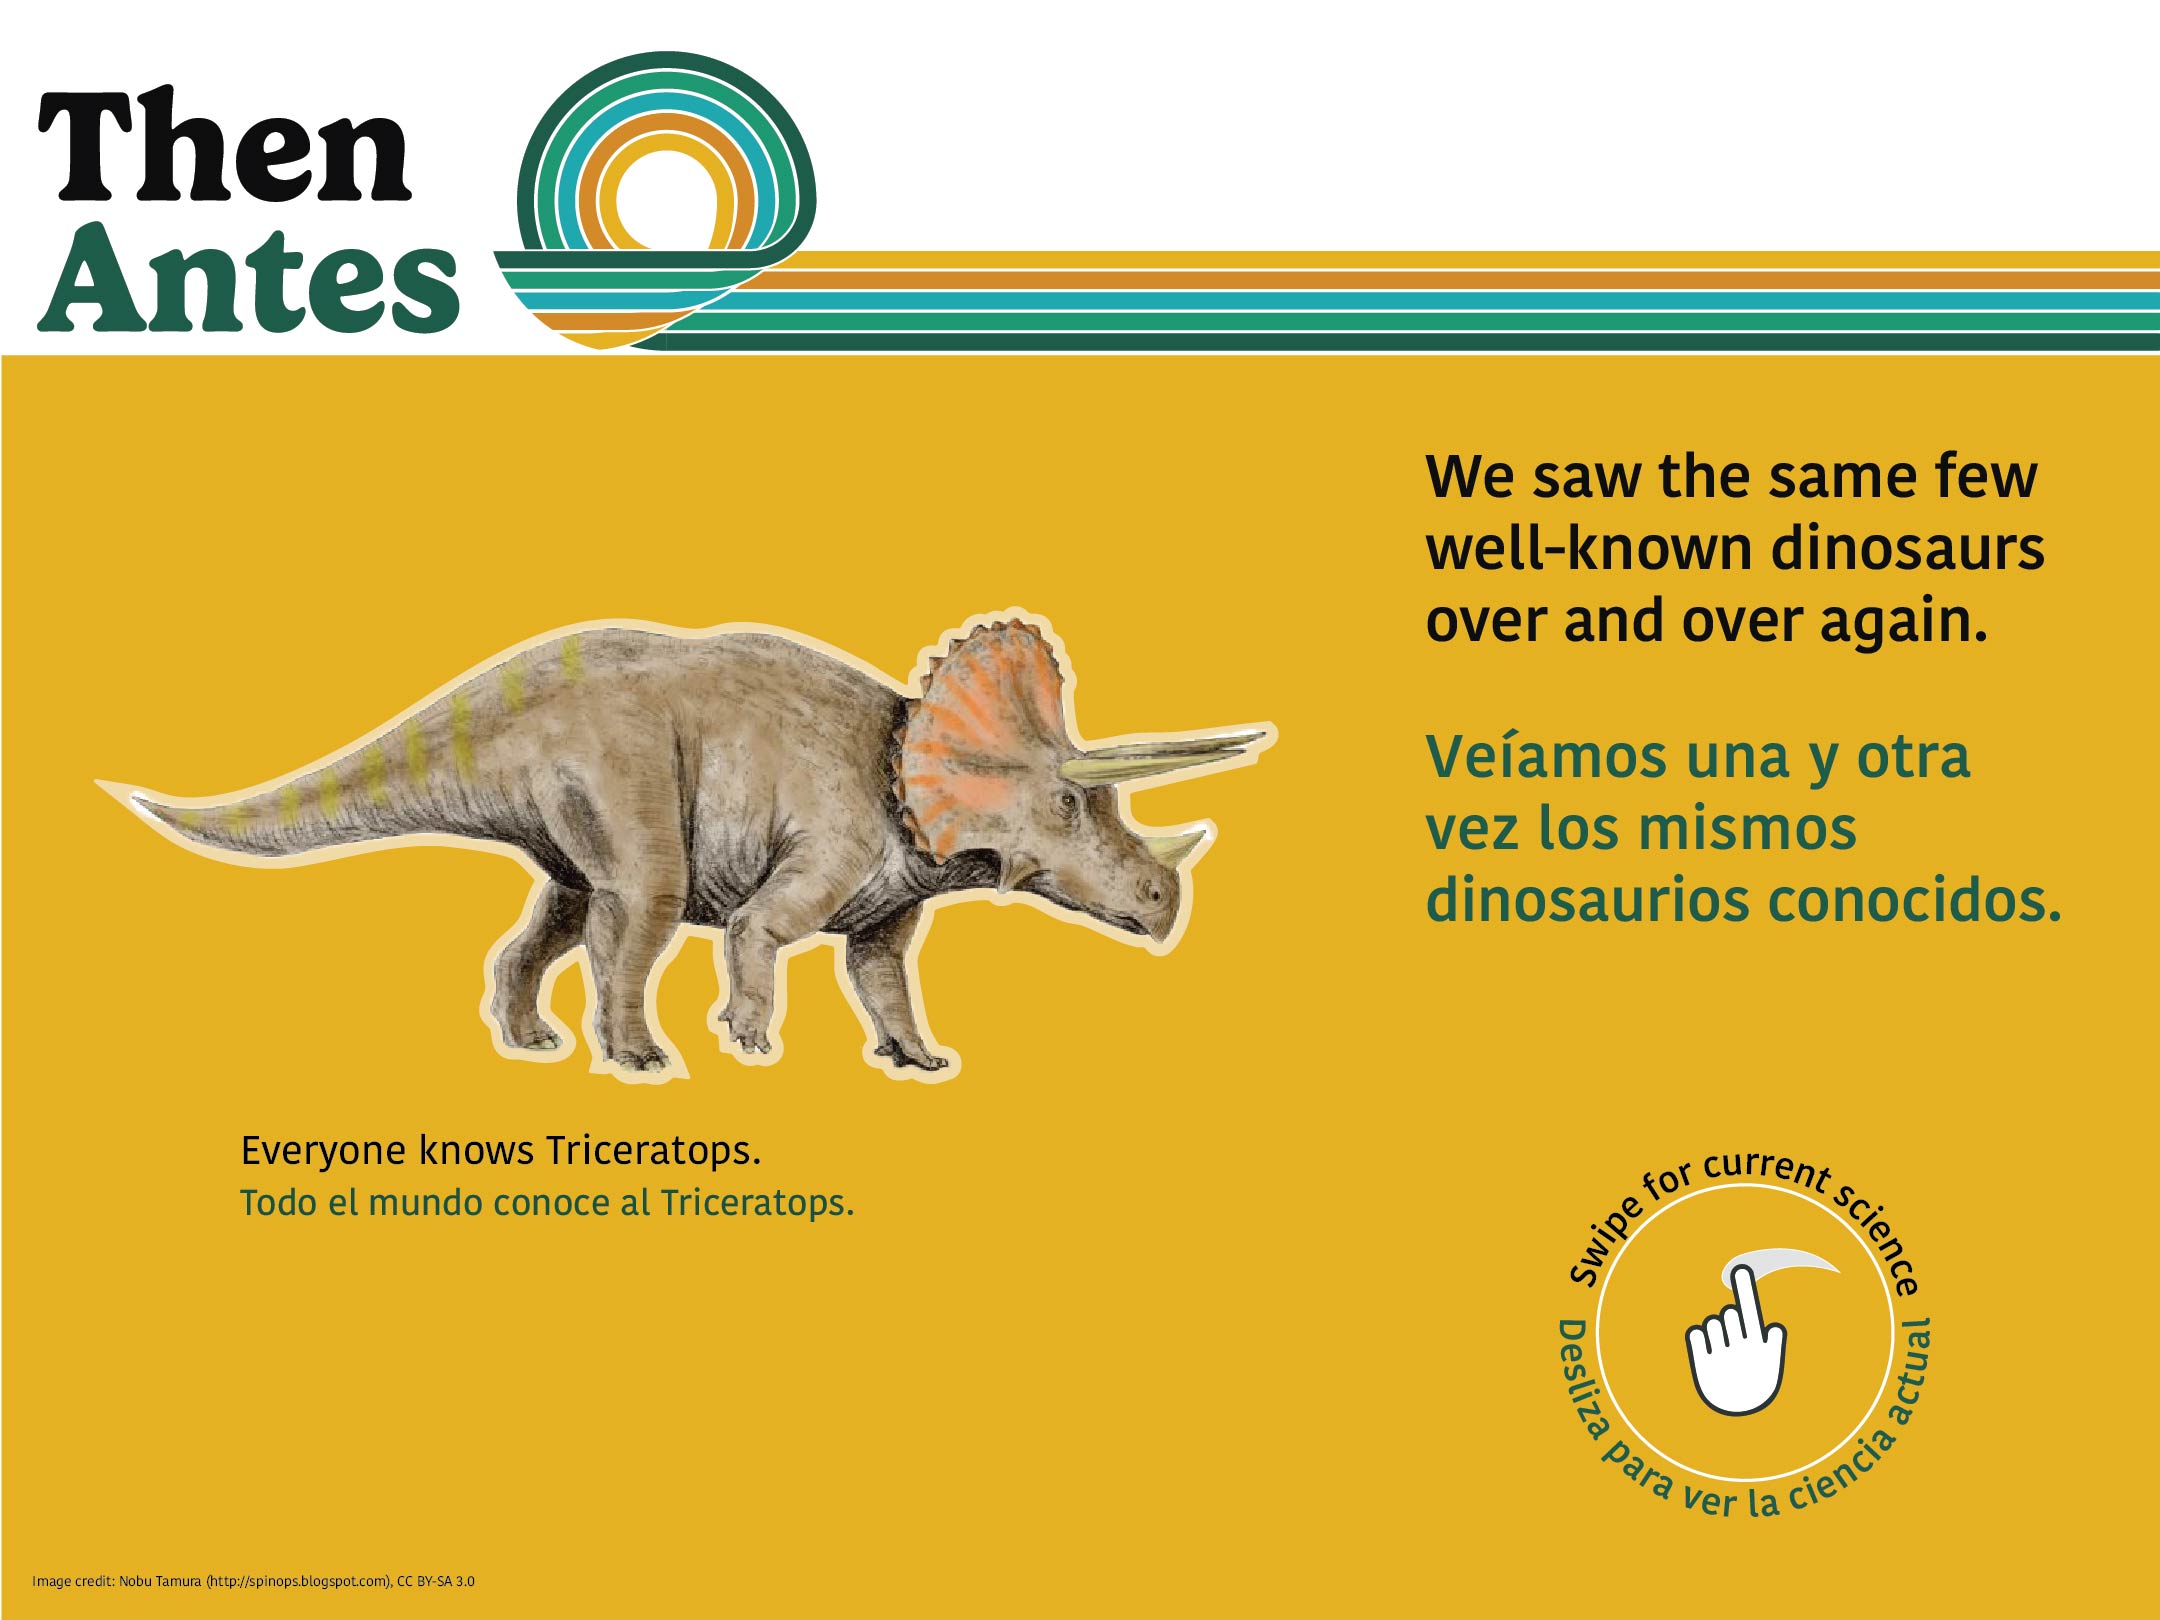 Then
Antes
We saw the same few
well-known dinosaurs
over and over again.
Veíamos una y otra
vez los mismos
dinosaurios conocidos.
Everyone knows Triceratops.
Todo el mundo conoce al Triceratops.
Swipe for current science
Desliza para ver la ciencia actual
Image credit: Nobu Tamura (http://spinops.blogspot.com), CC BY-SA 3.0